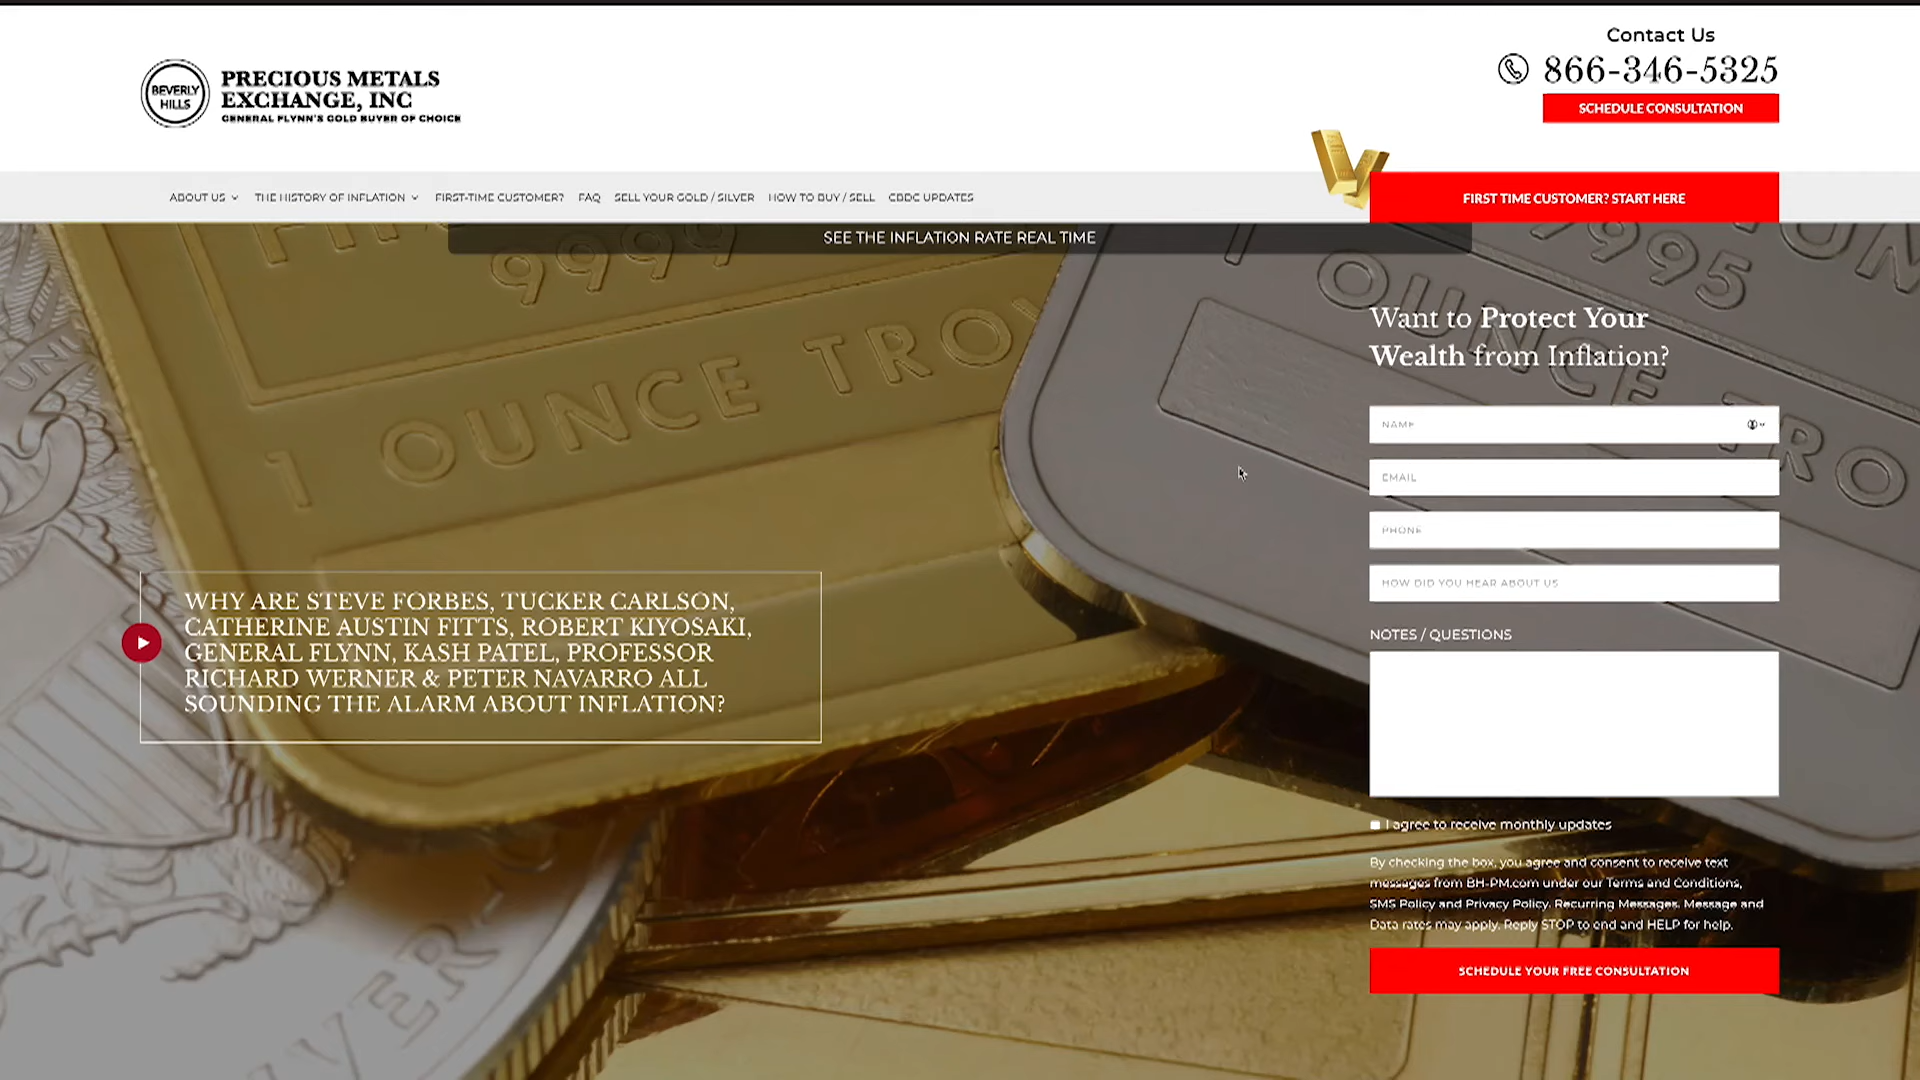 Contact Us
866-346-5325
SCHEDULE CONSULTATION
BEVERLY
HILLS
PRECIOUS METALS
EXCHANGE, INC
GENERAL FLYNN'S GOLD BUYER OF CHOICE
ABOUT US
THE HISTORY OF INFLATION
FIRST-TIME CUSTOMER?
FAQ
SELL YOUR GOLD / SILVER
HOW TO BUY / SELL
CBDC UPDATES
FIRST TIME CUSTOMER? START HERE
SEE THE INFLATION RATE REAL TIME
9999
1 OUNCE TROY
9995
1 OUNCE TRO
Want to Protect Your
Wealth from Inflation?
NAME
EMAIL
PHONE
HOW DID YOU HEAR ABOUT US
NOTES / QUESTIONS
WHY ARE STEVE FORBES, TUCKER CARLSON,
CATHERINE AUSTIN FITTS, ROBERT KIYOSAKI,
GENERAL FLYNN, KASH PATEL, PROFESSOR
RICHARD WERNER & PETER NAVARRO ALL
SOUNDING THE ALARM ABOUT INFLATION?
I agree to receive monthly updates
By checking the box, you agree and consent to receive text
messages from BH-PM.com under our Terms and Conditions,
SMS Policy and Privacy Policy. Recurring Messages. Message and
Data rates may apply. Reply STOP to end and HELP for help.
SCHEDULE YOUR FREE CONSULTATION